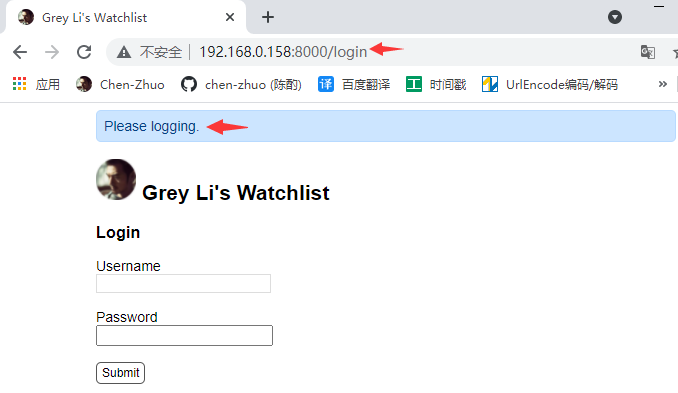 Grey Li's Watchlist
不安全 192.168.0.158:8000/login
应用 Chen-Zhuo chen-zhuo (陈酌) 译 百度翻译 工 时间戳 UrlEncode编码/解码 »
Please logging.
Grey Li's Watchlist
Login
Username
Password
Submit